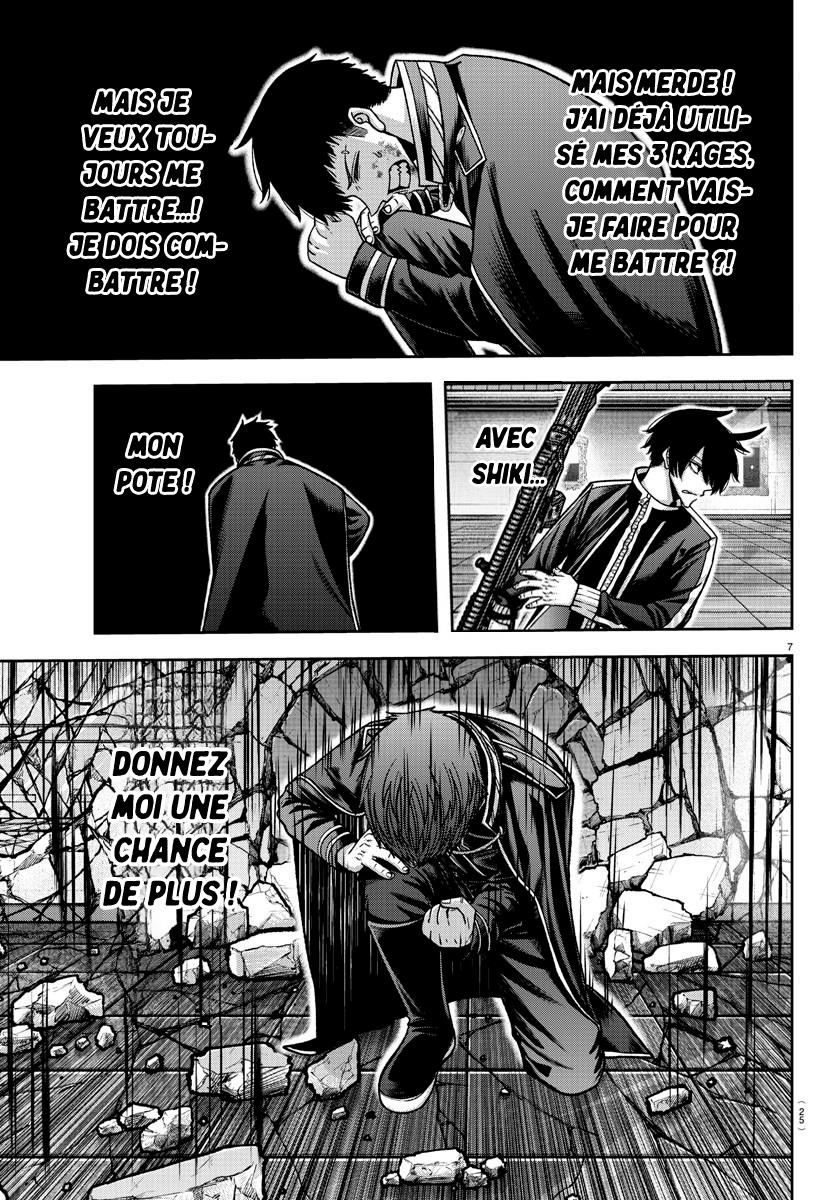 MAIS MERDE !
J'AI DÉJÀ UTILI-
SÉ MES 3 RAGES,
COMMENT VAIS-
JE FAIRE POUR
ME BATTRE ?!
MAIS JE
VEUX TOU-
JOURS ME
BATTRE...!
JE DOIS COM-
BATTRE !
AVEC
SHIKI...
MON
POTE !
7
DONNEZ
MOI UNE
CHANCE
DE PLUS !
(25)